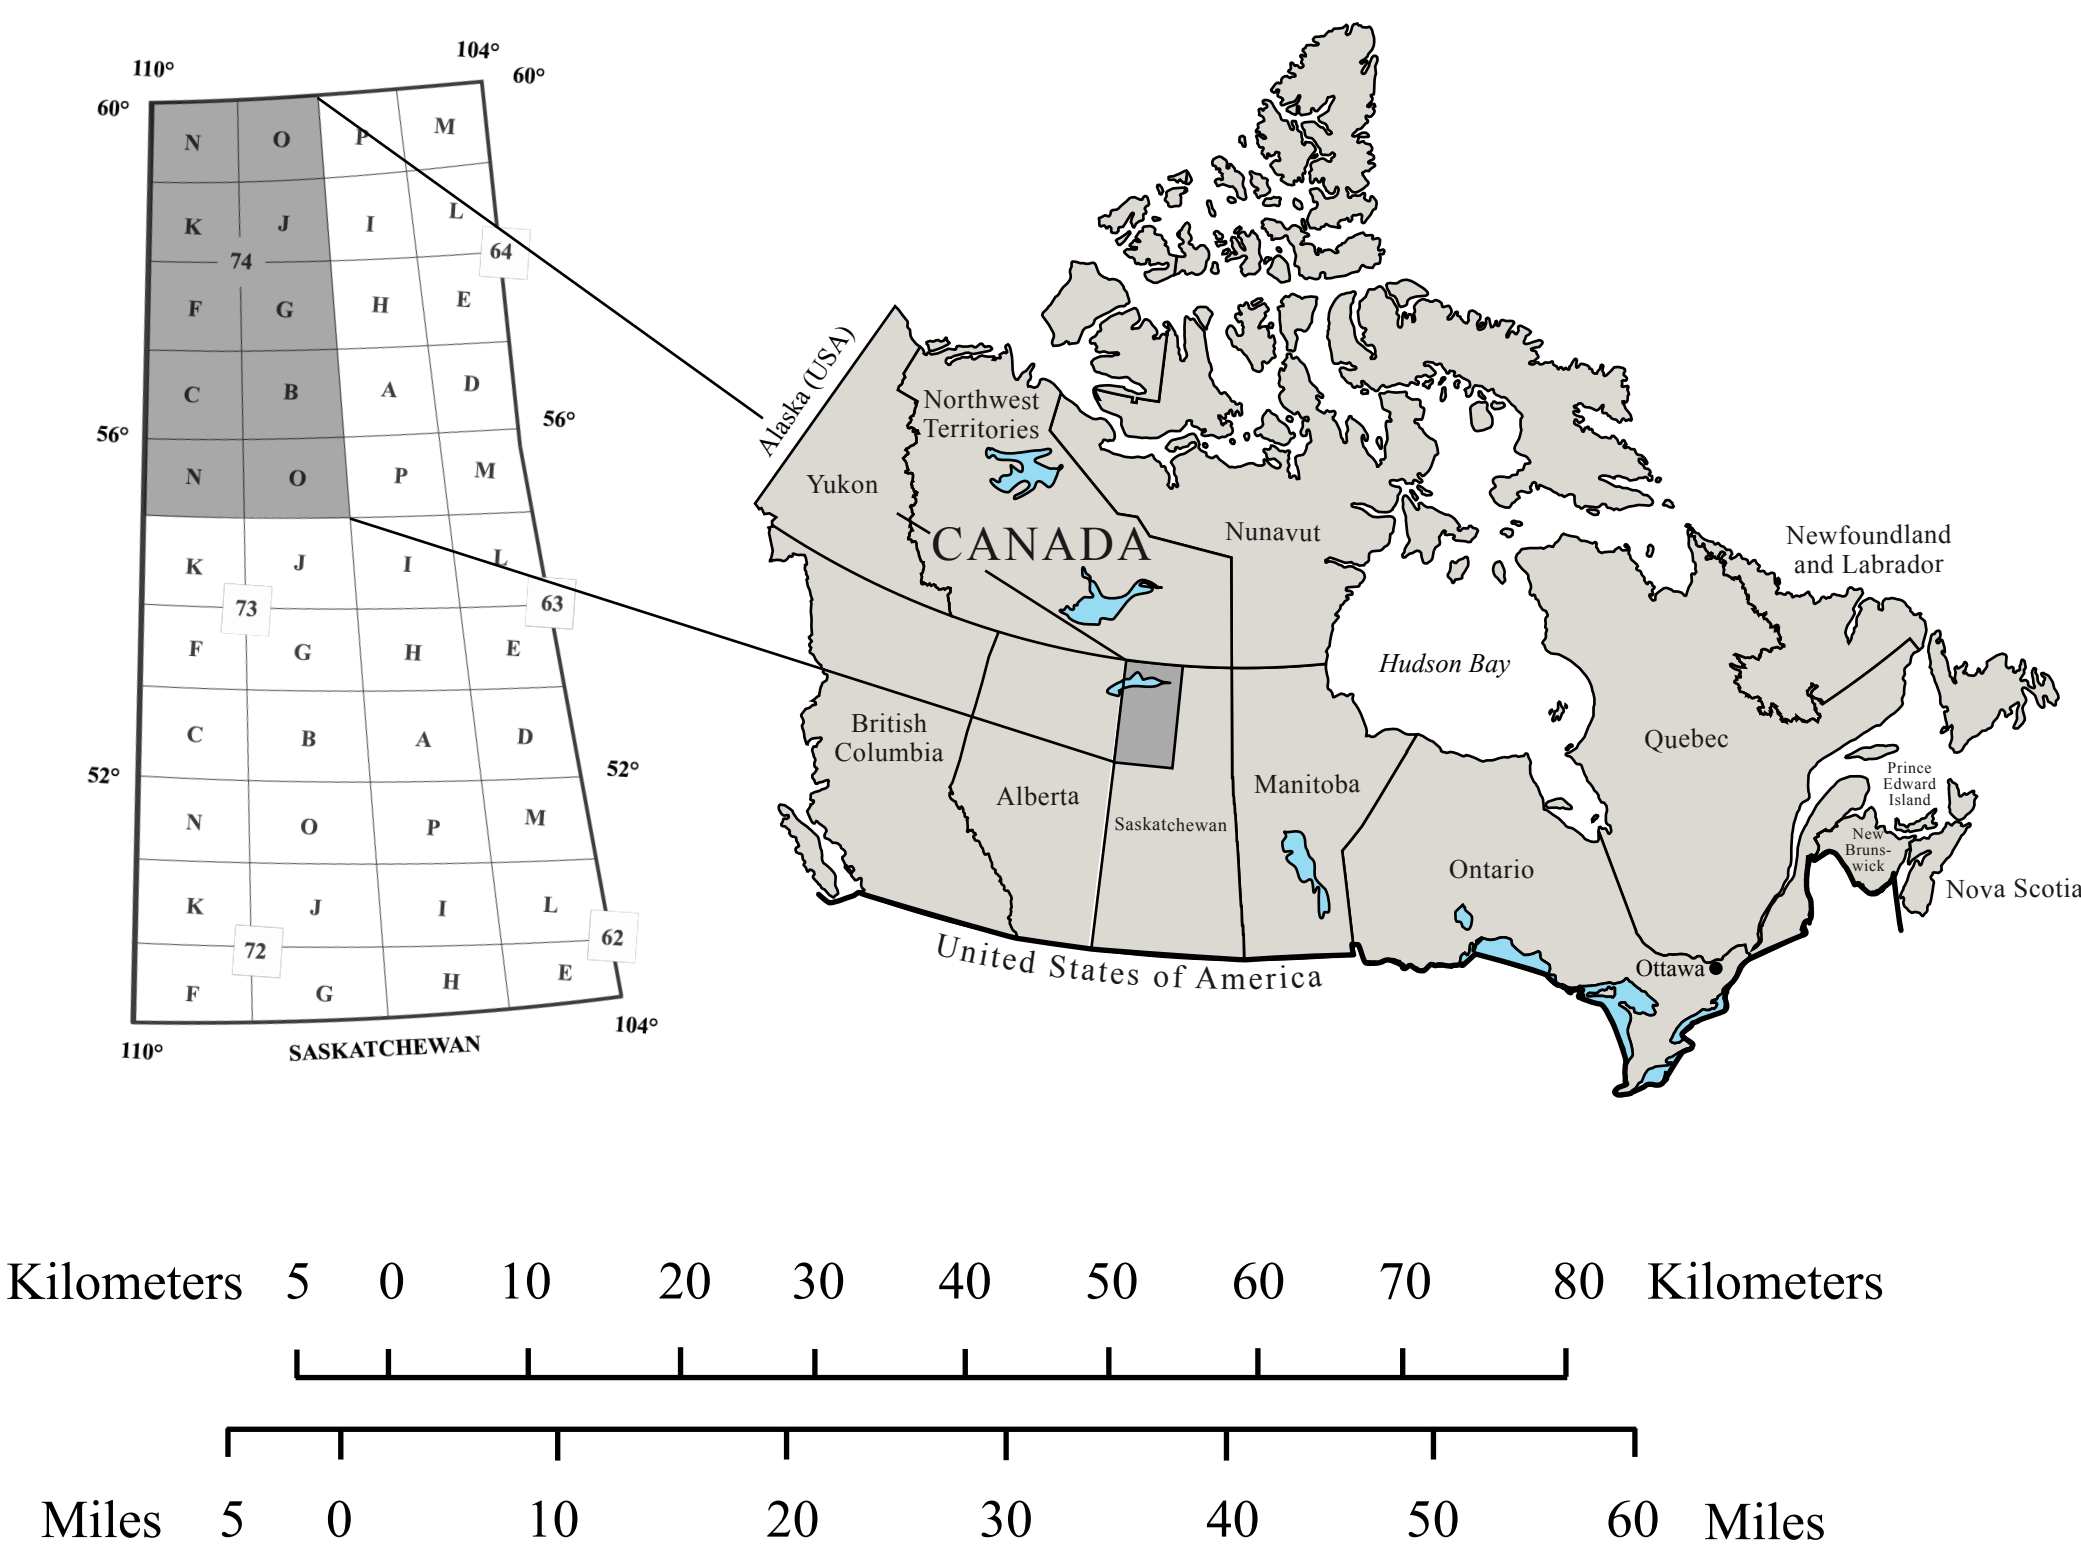 110°
104°
60°
60°
N O P M
K J I L
74
64
F G H E
C B A D
56°
56°
N O P M
K J I L
73
63
F G H E
C B A D
52°
52°
N O P M
K J I L
72
62
F G H E
110°
104°
SASKATCHEWAN
Alaska (USA)
Yukon
Northwest
Territories
CANADA
Nunavut
Hudson Bay
Newfoundland
and Labrador
British
Columbia
Alberta
Saskatchewan
Manitoba
Ontario
Quebec
Prince
Edward
Island
New
Bruns-
wick
Nova Scotia
Ottawa
United States of America
Kilometers 5 0 10 20 30 40 50 60 70 80 Kilometers
Miles 5 0 10 20 30 40 50 60 Miles